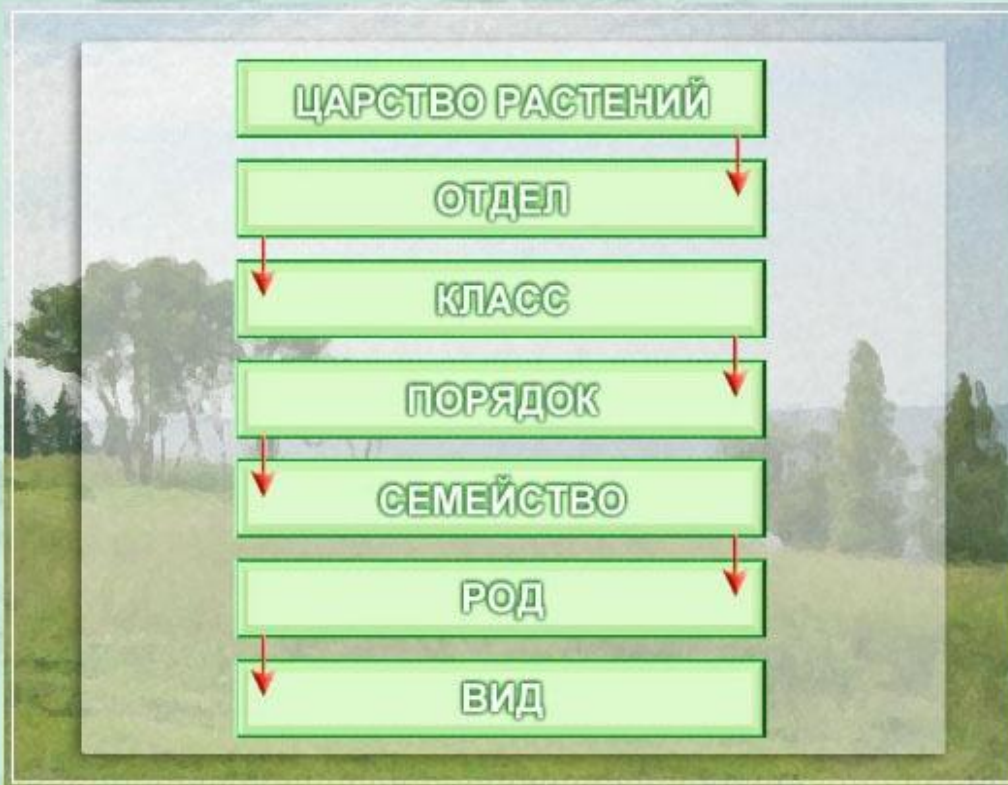 ЦАРСТВО РАСТЕНИЙ
ОТДЕЛ
КЛАСС
ПОРЯДОК
СЕМЕЙСТВО
РОД
ВИД